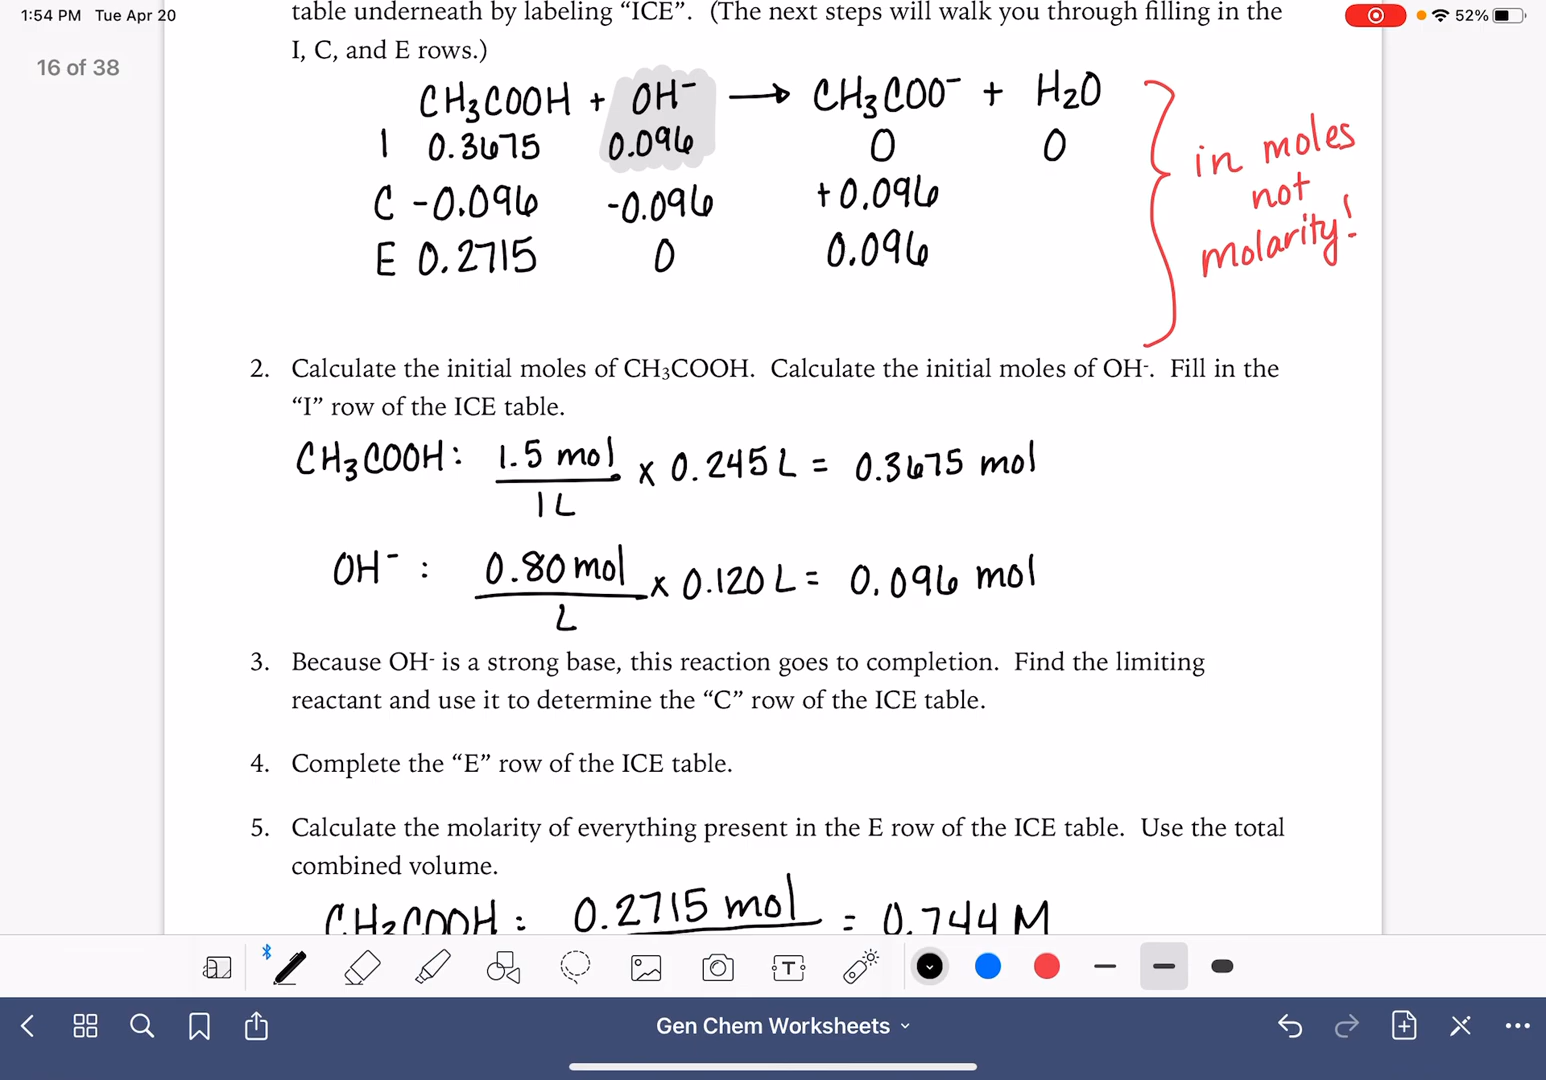 1:54 PM Tue Apr 20
52%
16 of 38
table underneath by labeling “ICE”. (The next steps will walk you through filling in the
I, C, and E rows.)
CH₃COOH + OH⁻ → CH₃COO⁻ + H₂O
I 0.3675 0.096 0 0
C -0.096 -0.096 +0.096
E 0.2715 0 0.096
in moles
not
molarity!
2. Calculate the initial moles of CH₃COOH. Calculate the initial moles of OH⁻. Fill in the
“I” row of the ICE table.
CH₃COOH: 1.5 mol x 0.245 L = 0.3675 mol
1 L
OH⁻ : 0.80 mol x 0.120 L = 0.096 mol
L
3. Because OH⁻ is a strong base, this reaction goes to completion. Find the limiting
reactant and use it to determine the “C” row of the ICE table.
4. Complete the “E” row of the ICE table.
5. Calculate the molarity of everything present in the E row of the ICE table. Use the total
combined volume.
CH₃COOH : 0.2715 mol = 0.744 M
T
Gen Chem Worksheets